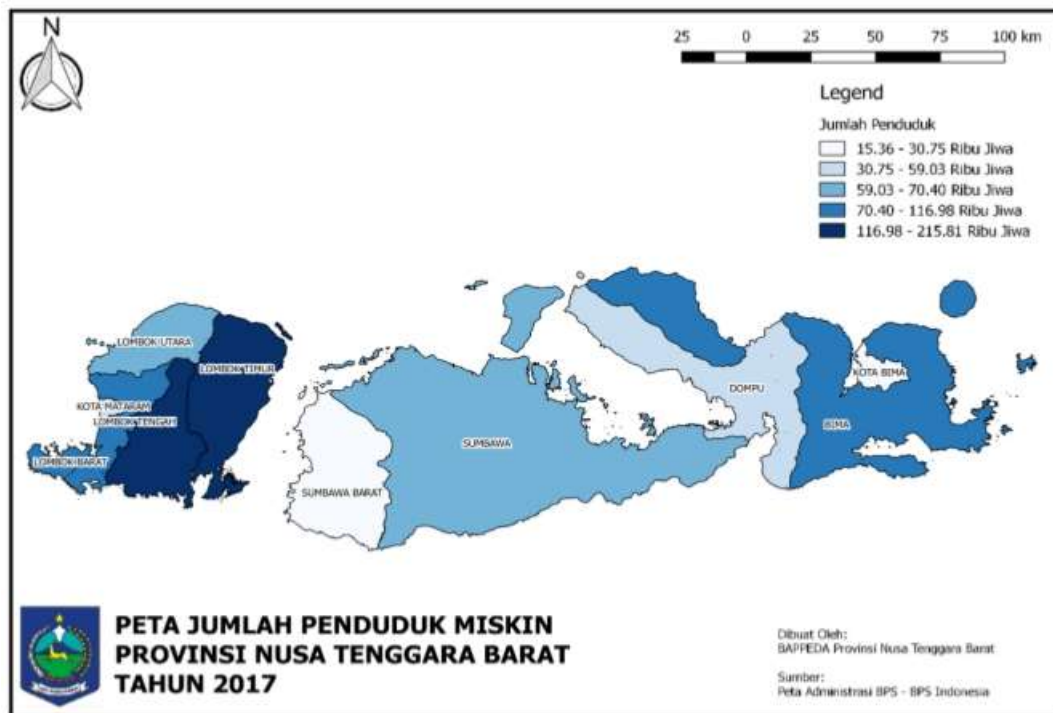 N
25 0 25 50 75 100 km
Legend
Jumlah Penduduk
15.36 - 30.75 Ribu Jiwa
30.75 - 59.03 Ribu Jiwa
59.03 - 70.40 Ribu Jiwa
70.40 - 116.98 Ribu Jiwa
116.98 - 215.81 Ribu Jiwa
LOMBOK UTARA
LOMBOK TIMUR
KOTA MATARAM
LOMBOK TENGAH
LOMBOK BARAT
SUMBAWA BARAT
SUMBAWA
DOMPU
KOTA BIMA
BIMA
PETA JUMLAH PENDUDUK MISKIN
PROVINSI NUSA TENGGARA BARAT
TAHUN 2017
Dibuat Oleh:
BAPPEDA Provinsi Nusa Tenggara Barat
Sumber:
Peta Administrasi BPS - BPS Indonesia